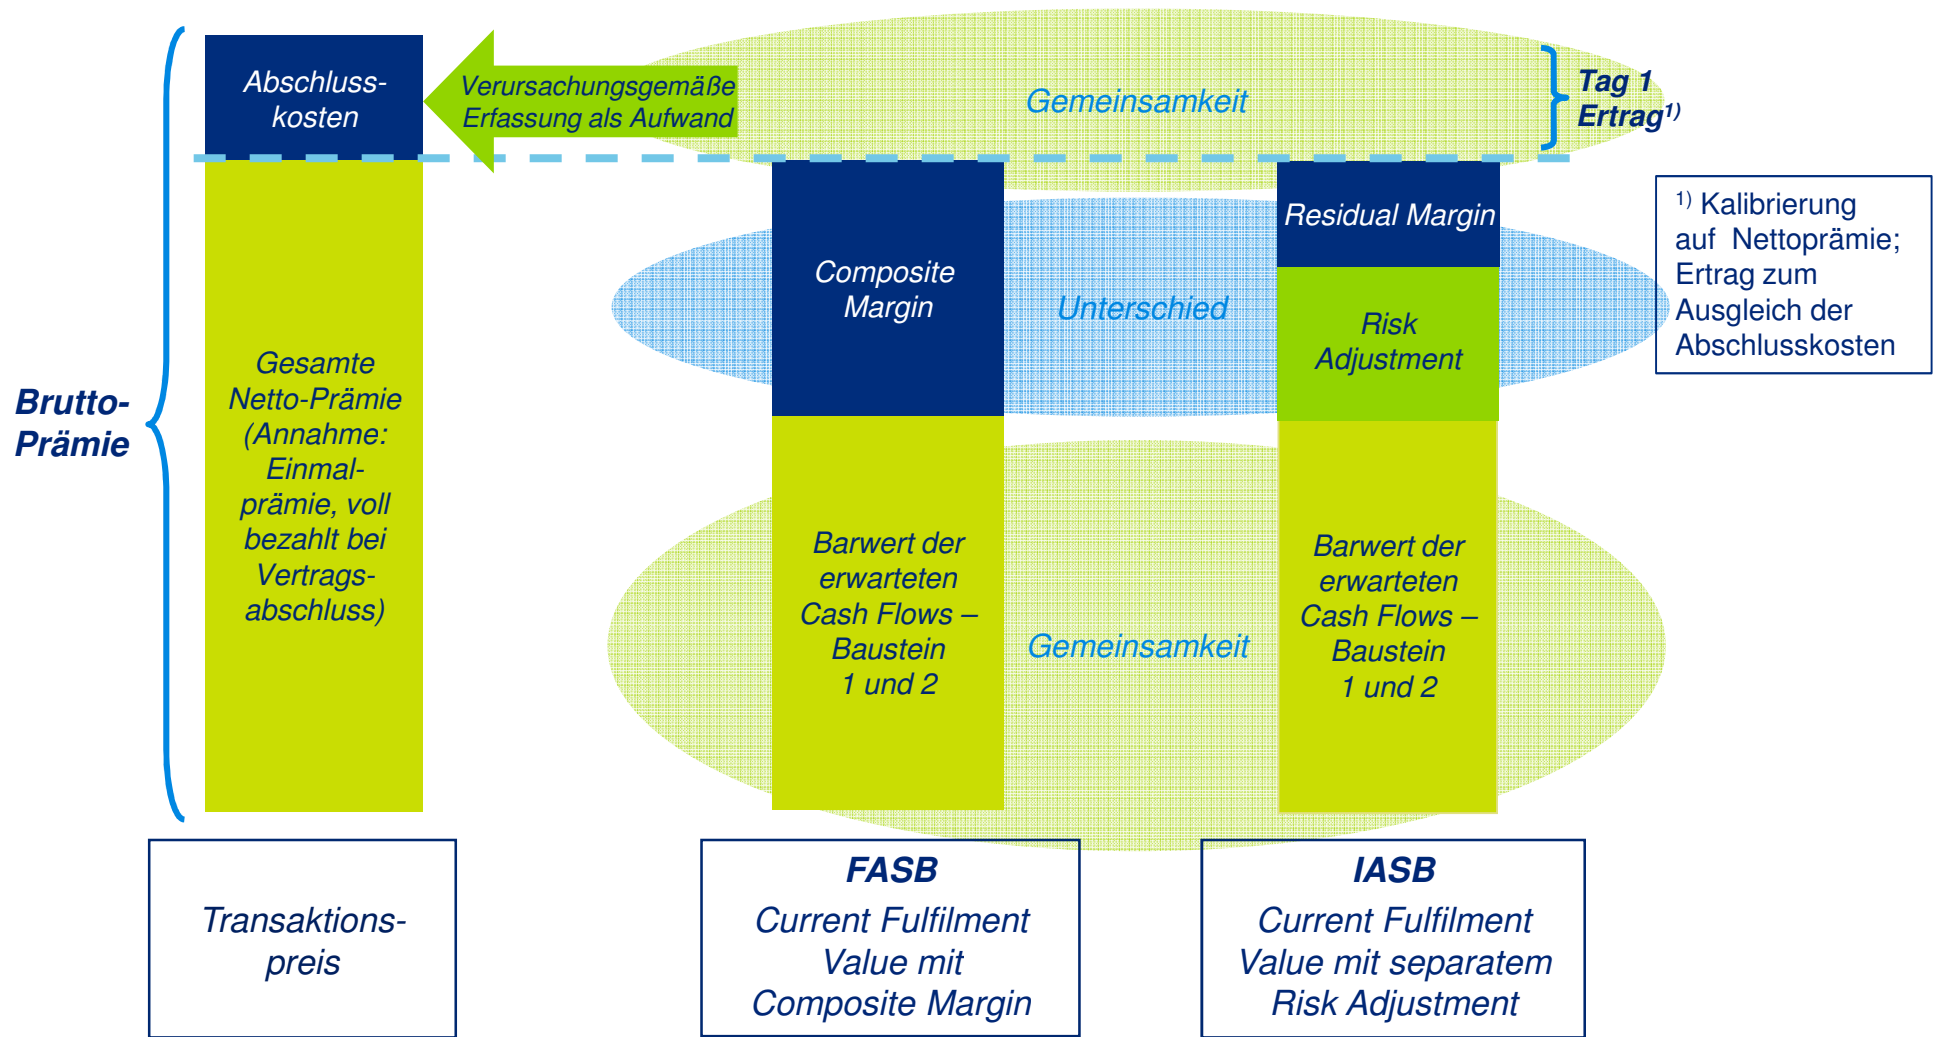 Brutto-
Prämie
Abschluss-
kosten
Gesamte
Netto-Prämie
(Annahme:
Einmal-
prämie, voll
bezahlt bei
Vertrags-
abschluss)
Verursachungsgemäße
Erfassung als Aufwand
Gemeinsamkeit
Tag 1
Ertrag1)
Composite
Margin
Unterschied
Residual Margin
Risk
Adjustment
1) Kalibrierung
auf Nettoprämie;
Ertrag zum
Ausgleich der
Abschlusskosten
Barwert der
erwarteten
Cash Flows –
Baustein
1 und 2
Gemeinsamkeit
Barwert der
erwarteten
Cash Flows –
Baustein
1 und 2
Transaktions-
preis
FASB
Current Fulfilment
Value mit
Composite Margin
IASB
Current Fulfilment
Value mit separatem
Risk Adjustment